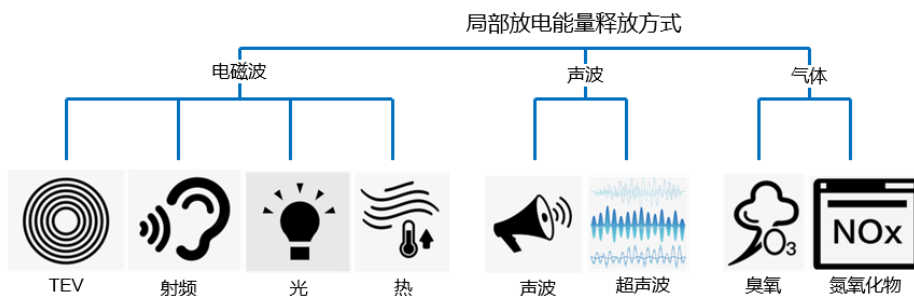 局部放电能量释放方式
电磁波
声波
气体
O3
NOx
TEV
射频
光
热
声波
超声波
臭氧
氮氧化物